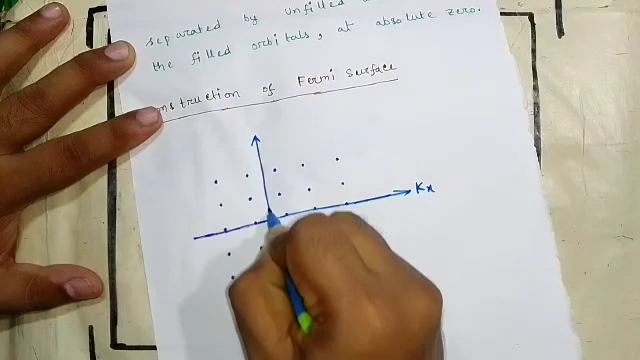 separated by unfilled
the filled orbitals, at absolute zero.
nstruction of Fermi Surface
Kx